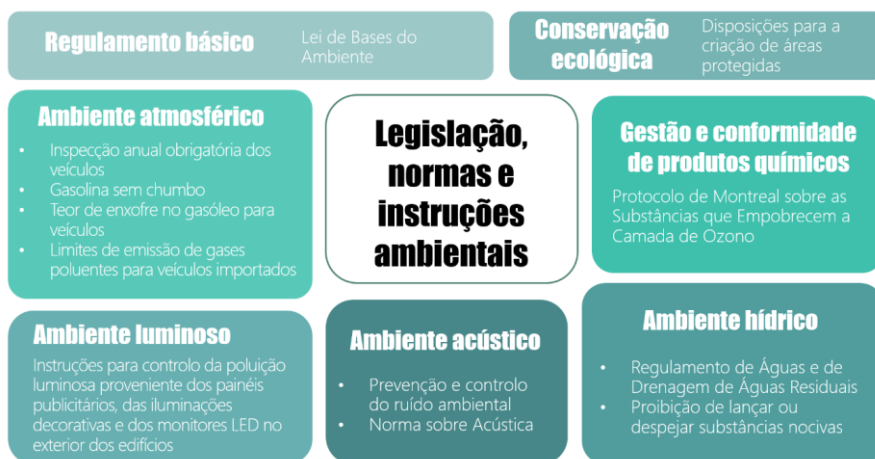 Regulamento básico
Lei de Bases do
Ambiente
Conservação
ecológica
Disposições para a
criação de áreas
protegidas
Ambiente atmosférico
• Inspecção anual obrigatória dos
veículos
• Gasolina sem chumbo
• Teor de enxofre no gasóleo para
veículos
• Limites de emissão de gases
poluentes para veículos importados
Legislação,
normas e
instruções
ambientais
Gestão e conformidade
de produtos químicos
Protocolo de Montreal sobre as
Substâncias que Empobrecem a
Camada de Ozono
Ambiente luminoso
Instruções para controlo da poluição
luminosa proveniente dos painéis
publicitários, das iluminações
decorativas e dos monitores LED no
exterior dos edifícios
Ambiente acústico
• Prevenção e controlo
do ruído ambiental
• Norma sobre Acústica
Ambiente hídrico
• Regulamento de Águas e de
Drenagem de Águas Residuais
• Proibição de lançar ou
despejar substâncias nocivas